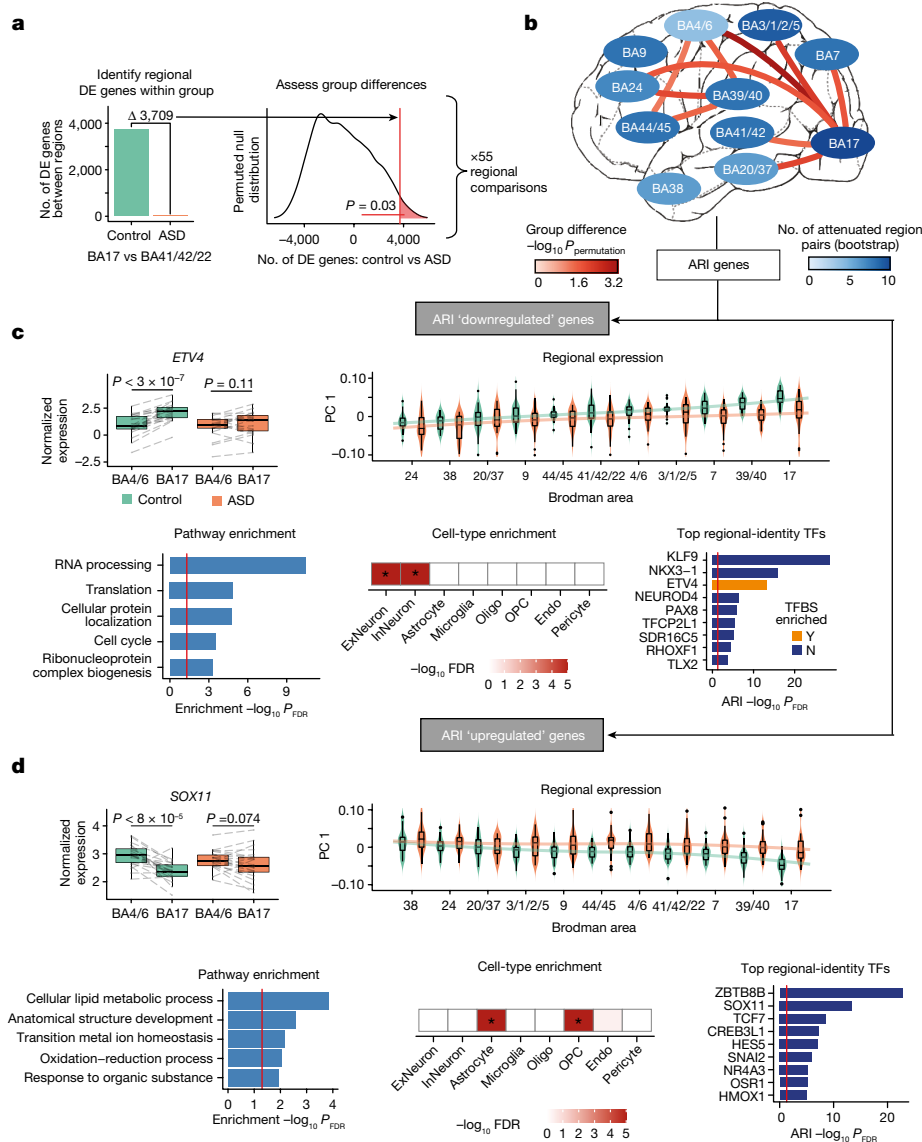 a
Identify regional
DE genes within group
Δ 3,709
No. of DE genes
between regions
4,000
2,000
0
Control ASD
BA17 vs BA41/42/22
Assess group differences
Permuted null
distribution
P = 0.03
−4,000 0 4,000
No. of DE genes: control vs ASD
×55
regional
comparisons
b
BA4/6
BA3/1/2/5
BA9
BA7
BA24
BA39/40
BA44/45
BA41/42
BA17
BA20/37
BA38
Group difference
−log10 Ppermutation
0 1.6 3.2
ARI genes
No. of attenuated region
pairs (bootstrap)
0 5 10
ARI ‘downregulated’ genes
c
ETV4
P < 3 × 10−7
P = 0.11
Normalized
expression
2.5
0
−2.5
BA4/6 BA17 BA4/6 BA17
Control ASD
Regional expression
PC 1
0.10
0
−0.10
24 38 20/37 9 44/45 41/42/22 4/6 3/1/2/5 7 39/40 17
Brodman area
Pathway enrichment
RNA processing
Translation
Cellular protein
localization
Cell cycle
Ribonucleoprotein
complex biogenesis
0 3 6 9
Enrichment −log10 PFDR
Cell-type enrichment
* *
ExNeuron
InNeuron
Astrocyte
Microglia
Oligo
OPC
Endo
Pericyte
−log10 FDR
0 1 2 3 4 5
Top regional-identity TFs
KLF9
NKX3−1
ETV4
NEUROD4
PAX8
TFCP2L1
SDR16C5
RHOXF1
TLX2
TFBS
enriched
Y
N
0 10 20
ARI −log10 PFDR
ARI ‘upregulated’ genes
d
SOX11
P < 8 × 10−5
P =0.074
Normalized
expression
4
3
2
BA4/6 BA17 BA4/6 BA17
Regional expression
PC 1
0.10
0
−0.10
38 24 20/37 3/1/2/5 9 44/45 4/6 41/42/22 7 39/40 17
Brodman area
Pathway enrichment
Cellular lipid metabolic process
Anatomical structure development
Transition metal ion homeostasis
Oxidation−reduction process
Response to organic substance
0 1 2 3 4
Enrichment −log10 PFDR
Cell-type enrichment
* *
ExNeuron
InNeuron
Astrocyte
Microglia
Oligo
OPC
Endo
Pericyte
−log10 FDR
0 1 2 3 4 5
Top regional-identity TFs
ZBTB8B
SOX11
TCF7
CREB3L1
HES5
SNAI2
NR4A3
OSR1
HMOX1
0 10 20
ARI −log10 PFDR